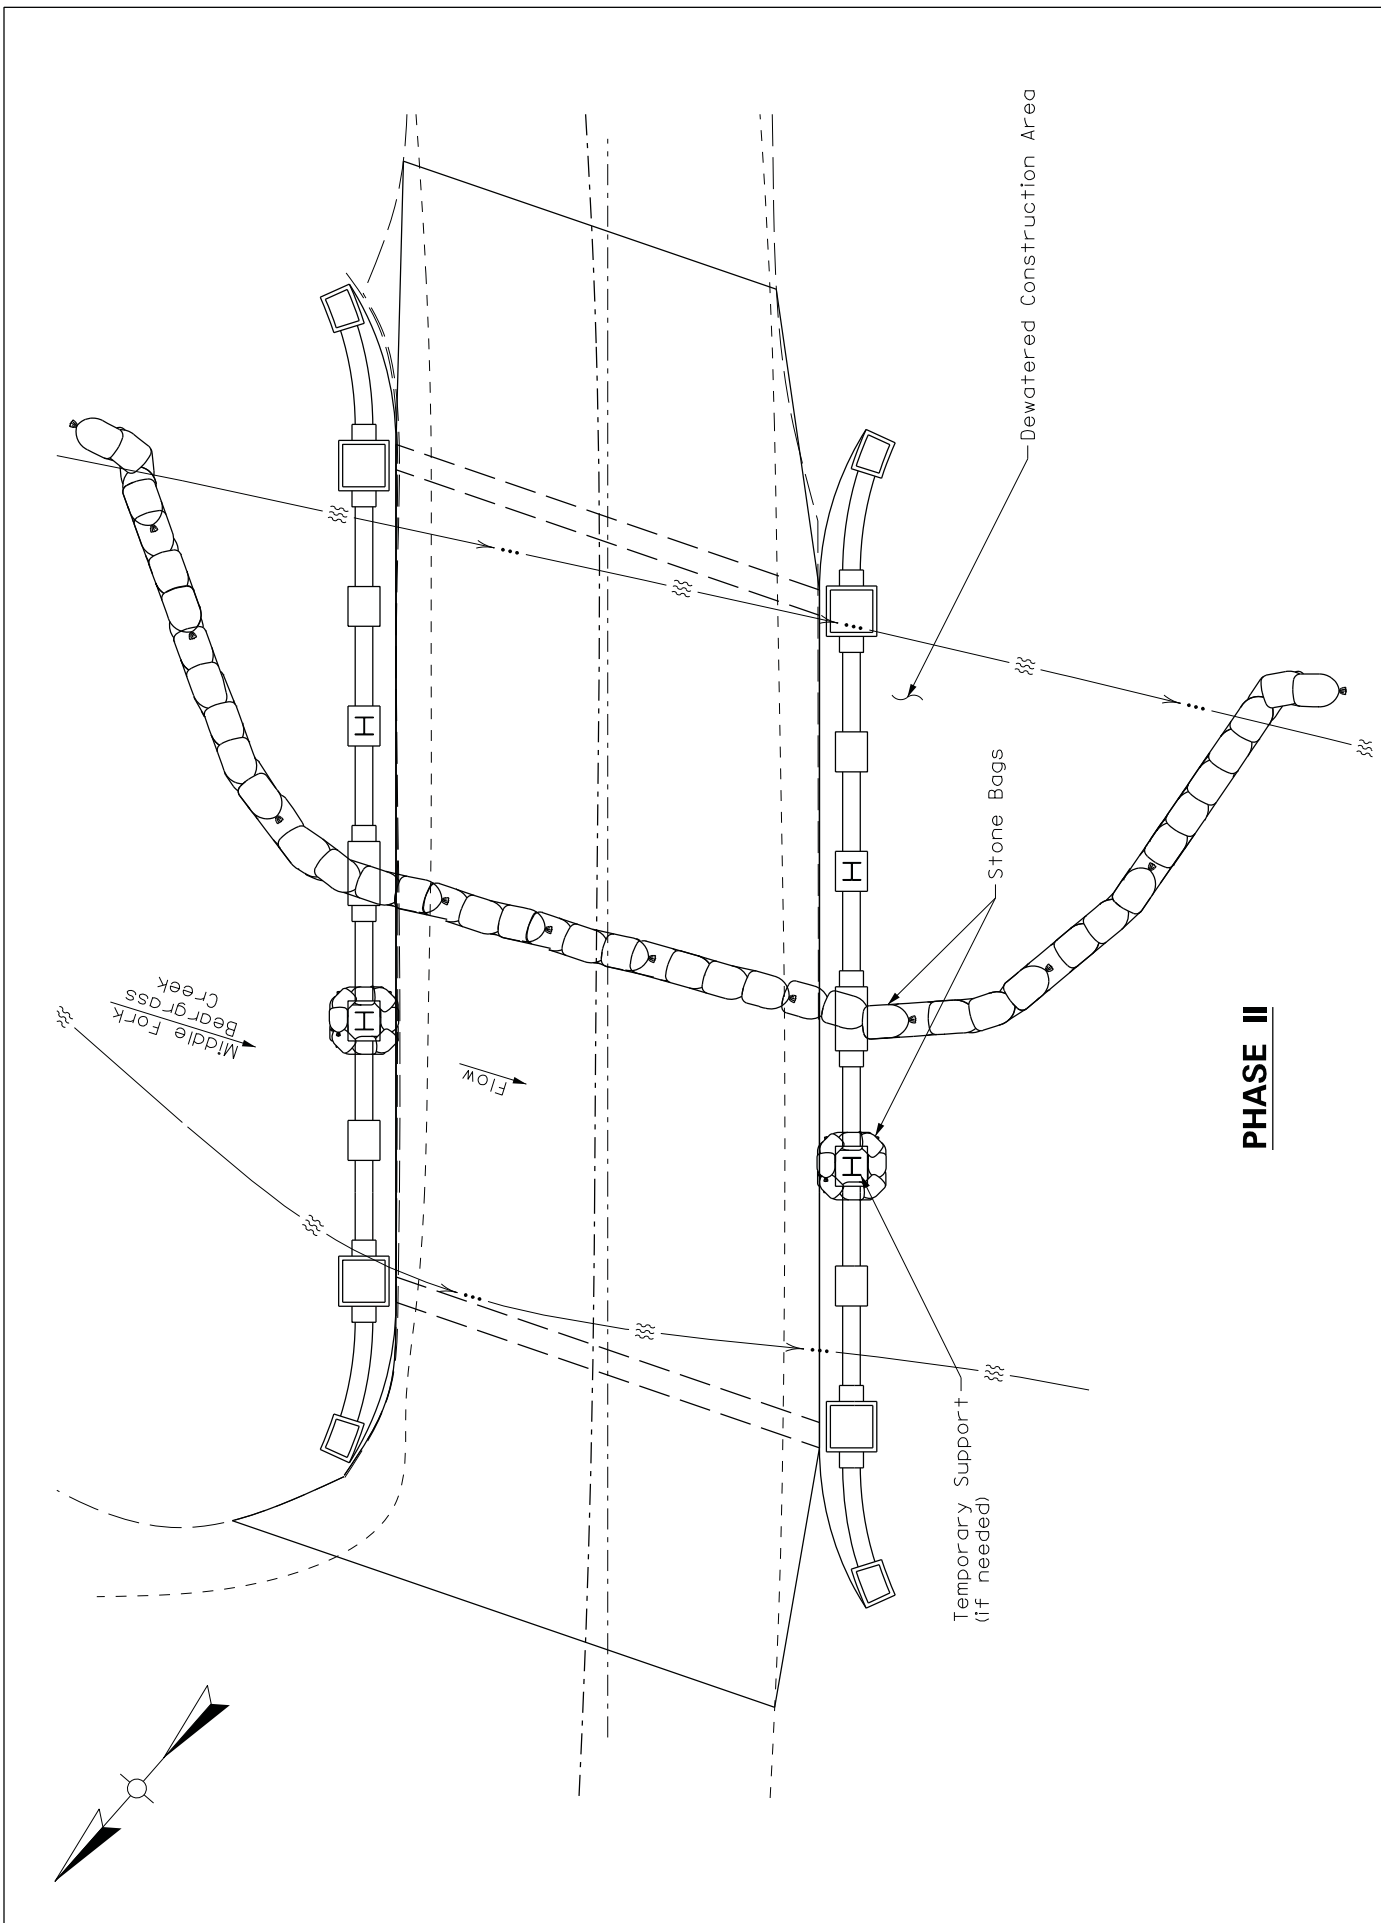 Dewatered Construction Area
Stone Bags
Middle Fork
Beargrass
Creek
Flow
H
H
H
H
Temporary Support
(if needed)
PHASE II